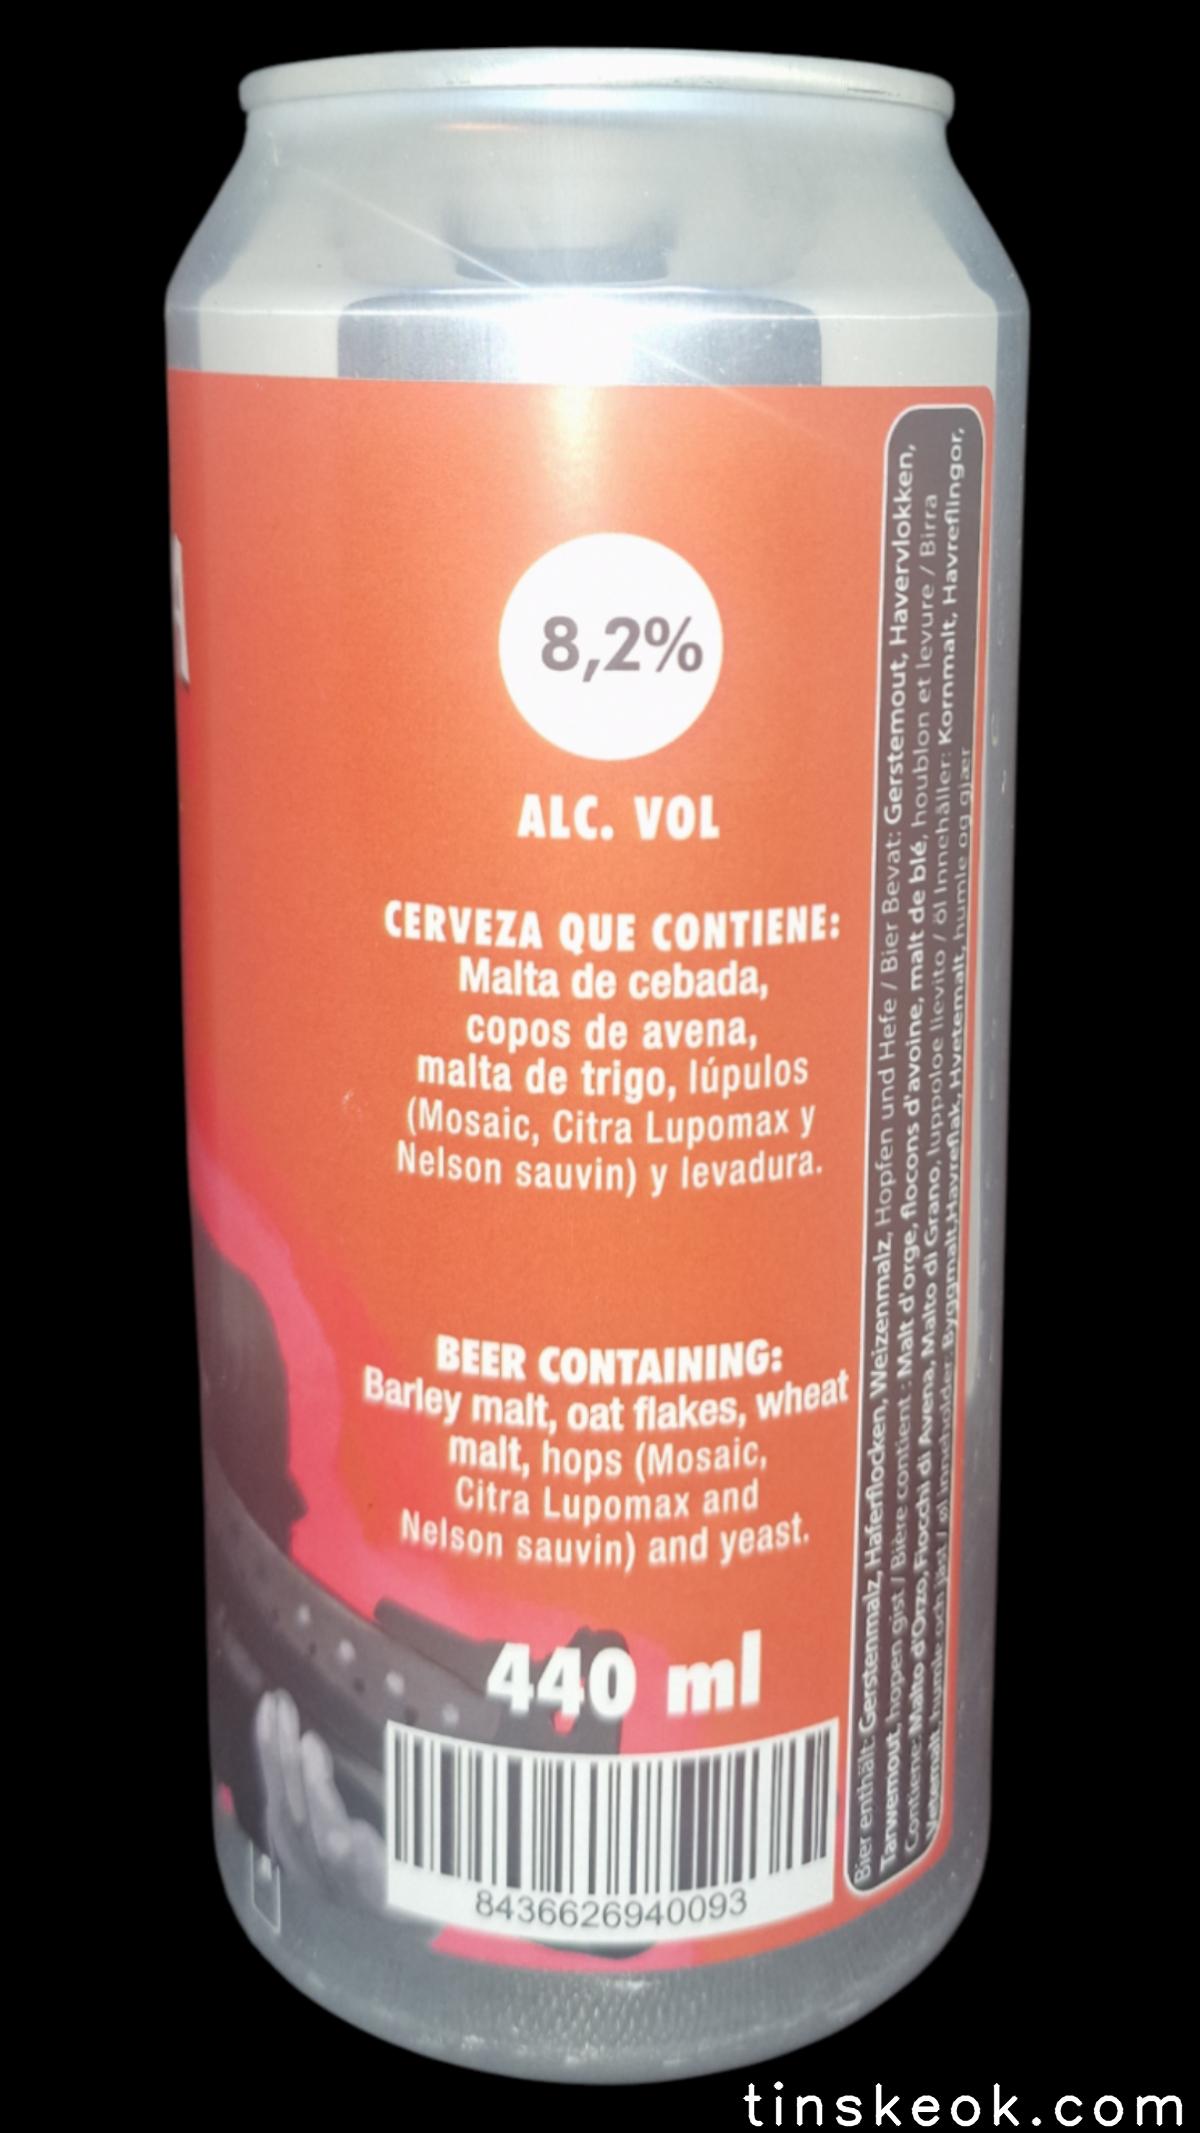 A
8,2%
ALC. VOL
CERVEZA QUE CONTIENE:
Malta de cebada,
copos de avena,
malta de trigo, lúpulos
(Mosaic, Citra Lupomax y
Nelson sauvin) y levadura.
BEER CONTAINING:
Barley malt, oat flakes, wheat
malt, hops (Mosaic,
Citra Lupomax and
Nelson sauvin) and yeast.
440 ml
8436626940093
Bier enthält: Gerstenmalz, Haferflocken, Weizenmalz, Hopfen und Hefe / Bier Bevat: Gerstemout, Havervlokken,
Tarwemout, hopen gist / Bière contient : Malt d'orge, flocons d'avoine, malt de blé, houblon et levure / Birra
Contiene: Malto d'Orzo, Fiocchi di Avena, Malto di Grano, luppoloe lievito / öl Innehåller: Kornmalt, Havreflingor,
Vetemalt, humle och jäst / øl inneholder: Byggmalt,Havreflak, Hvetemalt, humle og gjær
tinskeok.com